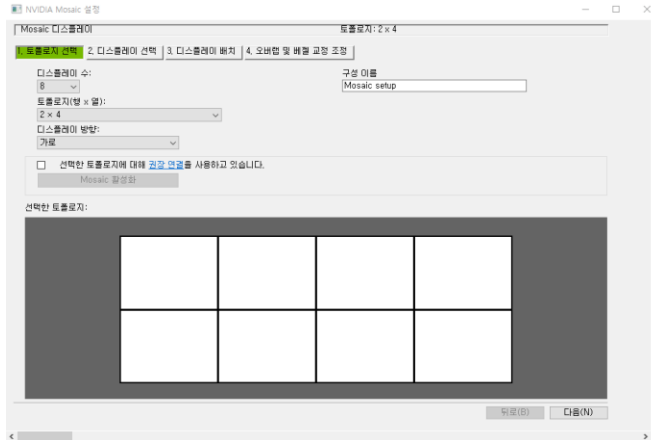 NVIDIA Mosaic 설정
Mosaic 디스플레이
토폴로지: 2 x 4
1. 토폴로지 선택
2. 디스플레이 선택
3. 디스플레이 배치
4. 오버랩 및 베젤 교정 조정
디스플레이 수:
8
구성 이름
Mosaic setup
토폴로지(행 x 열):
2 × 4
디스플레이 방향:
가로
선택한 토폴로지에 대해 권장 연결을 사용하고 있습니다.
Mosaic 활성화
선택한 토폴로지:
뒤로(B)
다음(N)